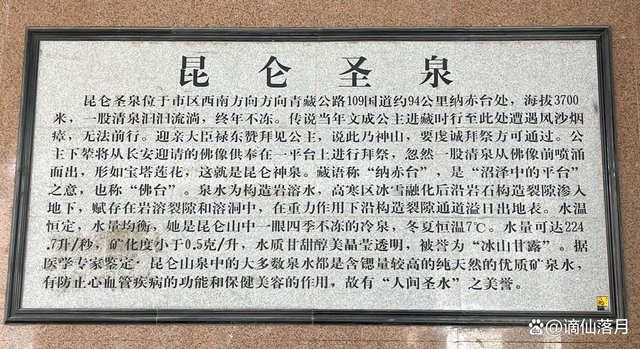 昆仑圣泉
昆仑圣泉位于市区西南方向方向青藏公路109国道约94公里纳赤台处，海拔3700
米，一股清泉汩汩流淌，终年不冻。传说当年文成公主进藏时行至此处遭遇风沙烟
瘴，无法前行。迎亲大臣禄东赞拜见公主，说此乃神山，要虔诚拜祭方可通过。公
主下辇将从长安迎请的佛像供奉在一平台上进行拜祭，忽然一股清泉从佛像前喷涌
而出，形如宝塔莲花，这就是昆仑神泉。藏语称“纳赤台”，是“沼泽中的平台”
之意，也称“佛台”。泉水为构造岩溶水，高寒区冰雪融化后沿岩石构造裂隙渗入
地下，赋存在岩溶裂隙和溶洞中，在重力作用下沿构造裂隙通道溢日出地表。水温
恒定，水量均衡，她是昆仑山中一眼四季不冻的冷泉，冬夏恒温7℃。水量可达224
.7升/秒，矿化度小于0.5克/升，水质甘甜醇美晶莹透明，被誉为“冰山甘露”。据
医学专家鉴定·昆仑山泉中的大多数泉水都是含锶量较高的纯天然的优质矿泉水，
有防止心血管疾病的功能和保健美容的作用，故有“人间圣水”之美誉。
Bai百度@谪仙落月